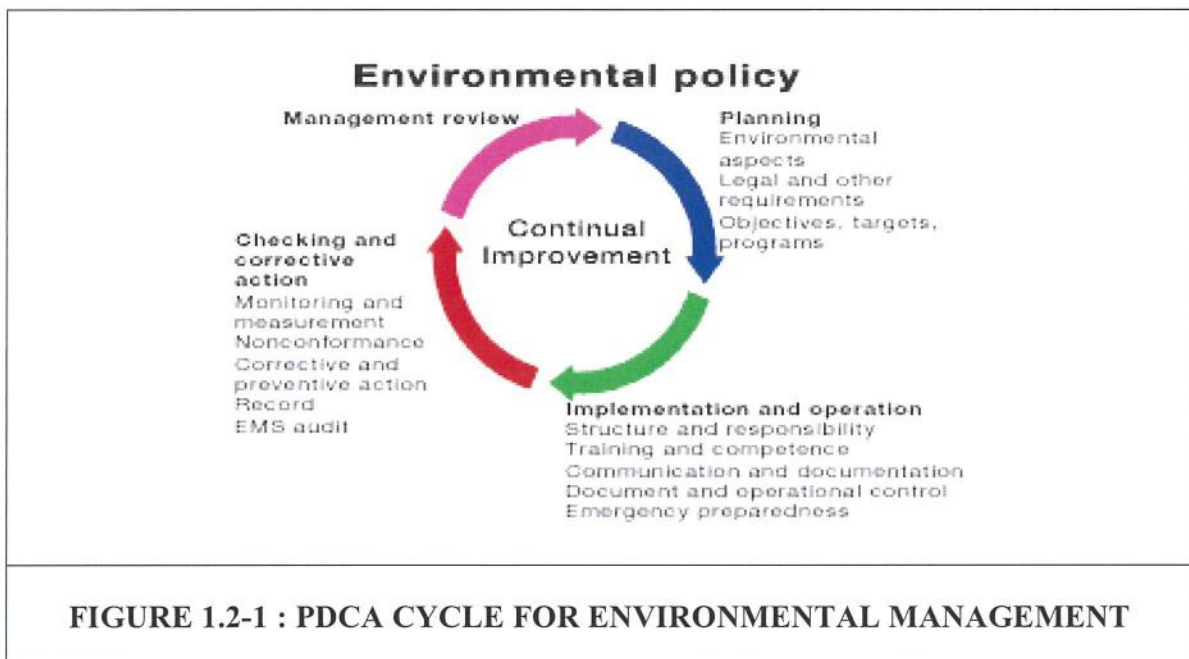 Environmental policy
Management review
Planning
Environmental
aspects
Legal and other
requirements
Objectives, targets,
programs
Continual
Improvement
Checking and
corrective
action
Monitoring and
measurement
Nonconformance
Corrective and
preventive action
Record
EMS audit
Implementation and operation
Structure and responsibility
Training and competence
Communication and documentation
Document and operational control
Emergency preparedness
FIGURE 1.2-1 : PDCA CYCLE FOR ENVIRONMENTAL MANAGEMENT